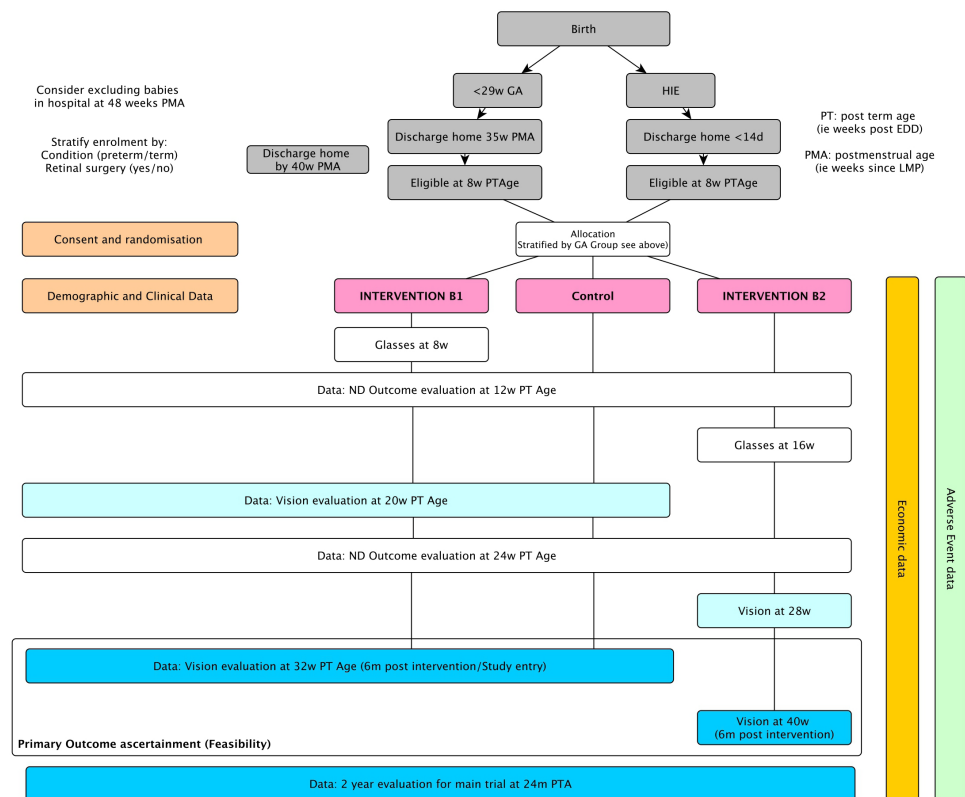 Birth
Consider excluding babies
in hospital at 48 weeks PMA
<29w GA
HIE
PT: post term age
(ie weeks post EDD)
Stratify enrolment by:
Condition (preterm/term)
Retinal surgery (yes/no)
Discharge home
by 40w PMA
Discharge home 35w PMA
Discharge home <14d
PMA: postmenstrual age
(ie weeks since LMP)
Eligible at 8w PTAge
Eligible at 8w PTAge
Consent and randomisation
Allocation
Stratified by GA Group see above)
Demographic and Clinical Data
INTERVENTION B1
Control
INTERVENTION B2
Glasses at 8w
Data: ND Outcome evaluation at 12w PT Age
Glasses at 16w
Data: Vision evaluation at 20w PT Age
Data: ND Outcome evaluation at 24w PT Age
Vision at 28w
Data: Vision evaluation at 32w PT Age (6m post intervention/Study entry)
Vision at 40w
(6m post intervention)
Primary Outcome ascertainment (Feasibility)
Data: 2 year evaluation for main trial at 24m PTA
Economic data
Adverse Event data